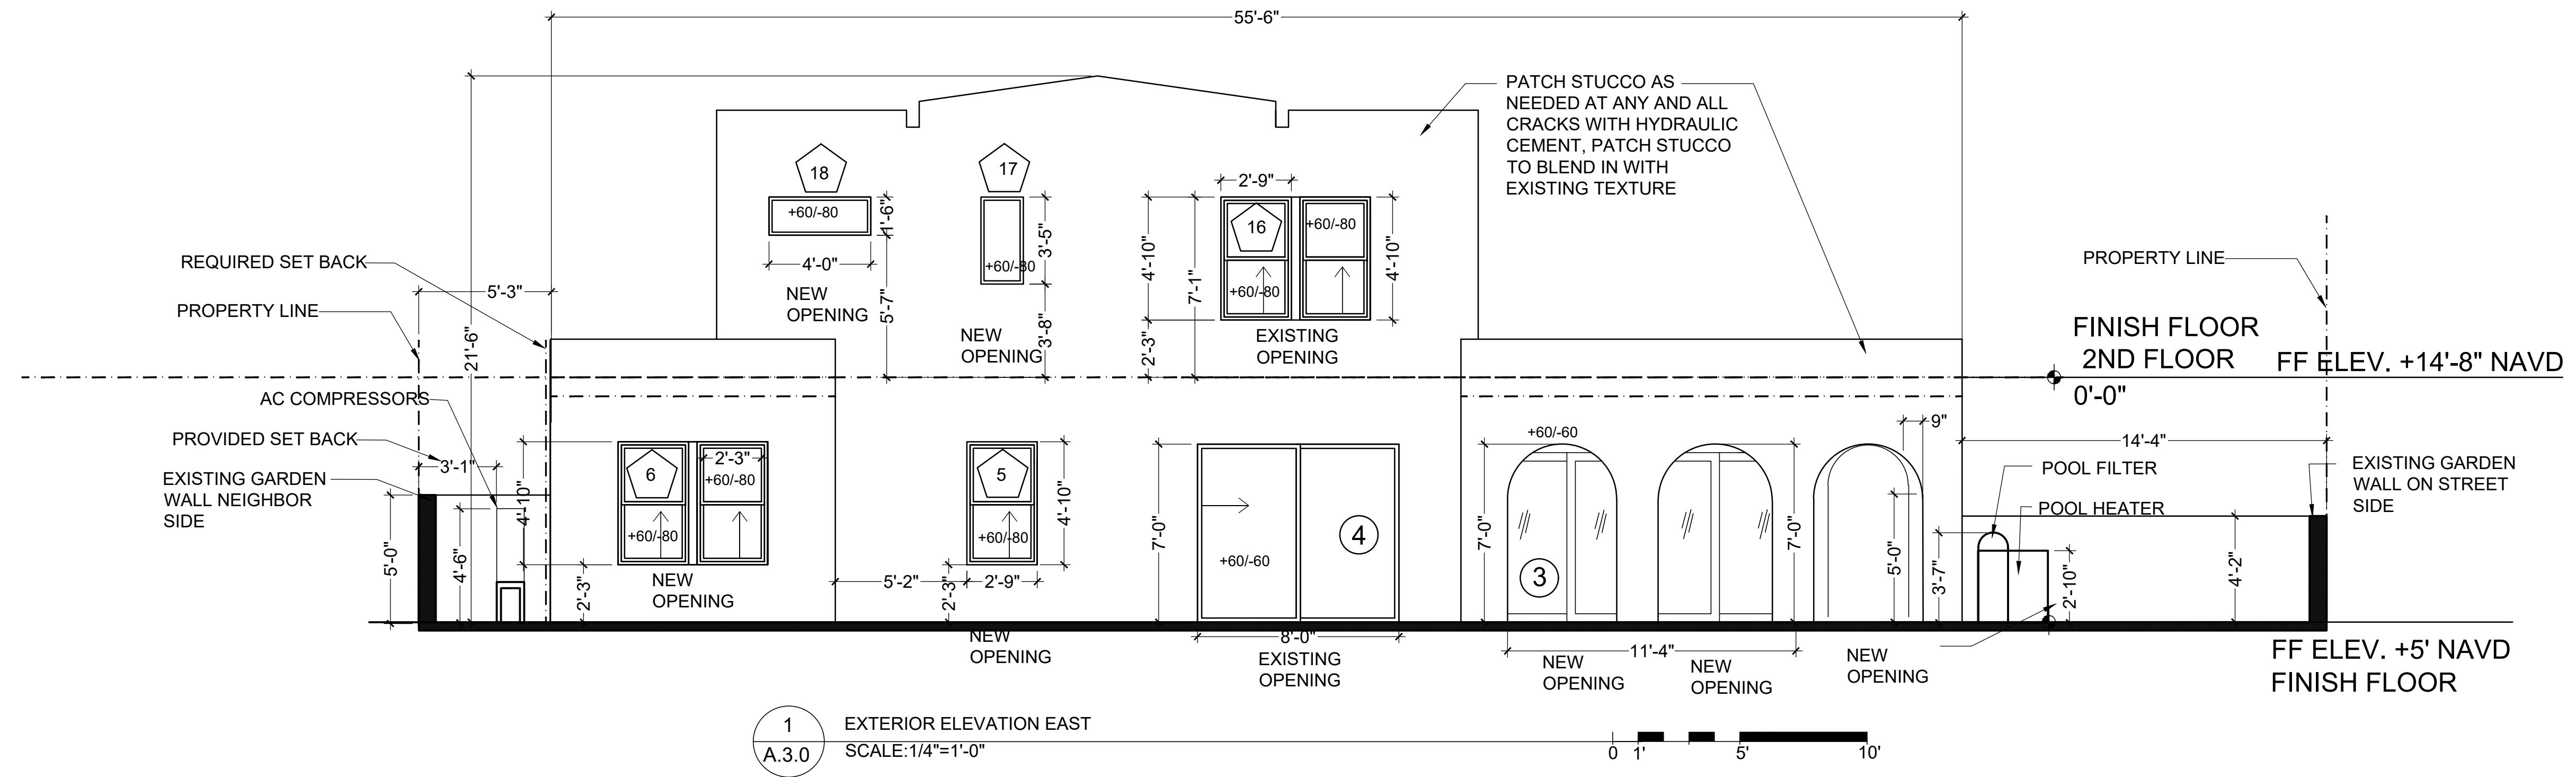 55'-6"
PATCH STUCCO AS
NEEDED AT ANY AND ALL
CRACKS WITH HYDRAULIC
CEMENT, PATCH STUCCO
TO BLEND IN WITH
EXISTING TEXTURE
18
17
16
+60/-80
+60/-80
+60/-80
+60/-80
2'-9"
1'-6"
3'-5"
4'-10"
7'-1"
4'-10"
4'-0"
NEW
OPENING
5'-7"
NEW
OPENING
3'-8"
2'-3"
EXISTING
OPENING
REQUIRED SET BACK
5'-3"
PROPERTY LINE
21'-6"
AC COMPRESSORS
PROVIDED SET BACK
3'-1"
EXISTING GARDEN
WALL NEIGHBOR
SIDE
5'-0"
4'-6"
4'-10"
2'-3"
6
2'-3"
+60/-80
+60/-80
NEW
OPENING
5'-2"
2'-3"
5
+60/-80
4'-10"
2'-9"
NEW
OPENING
7'-0"
+60/-60
4
8'-0"
EXISTING
OPENING
7'-0"
+60/-60
3
7'-0"
11'-4"
NEW
OPENING
NEW
OPENING
NEW
OPENING
9"
5'-0"
3'-7"
2'-10"
14'-4"
POOL FILTER
POOL HEATER
4'-2"
PROPERTY LINE
FINISH FLOOR
2ND FLOOR
FF ELEV. +14'-8" NAVD
0'-0"
EXISTING GARDEN
WALL ON STREET
SIDE
FF ELEV. +5' NAVD
FINISH FLOOR
1
A.3.0
EXTERIOR ELEVATION EAST
SCALE:1/4"=1'-0"
0 1' 5' 10'